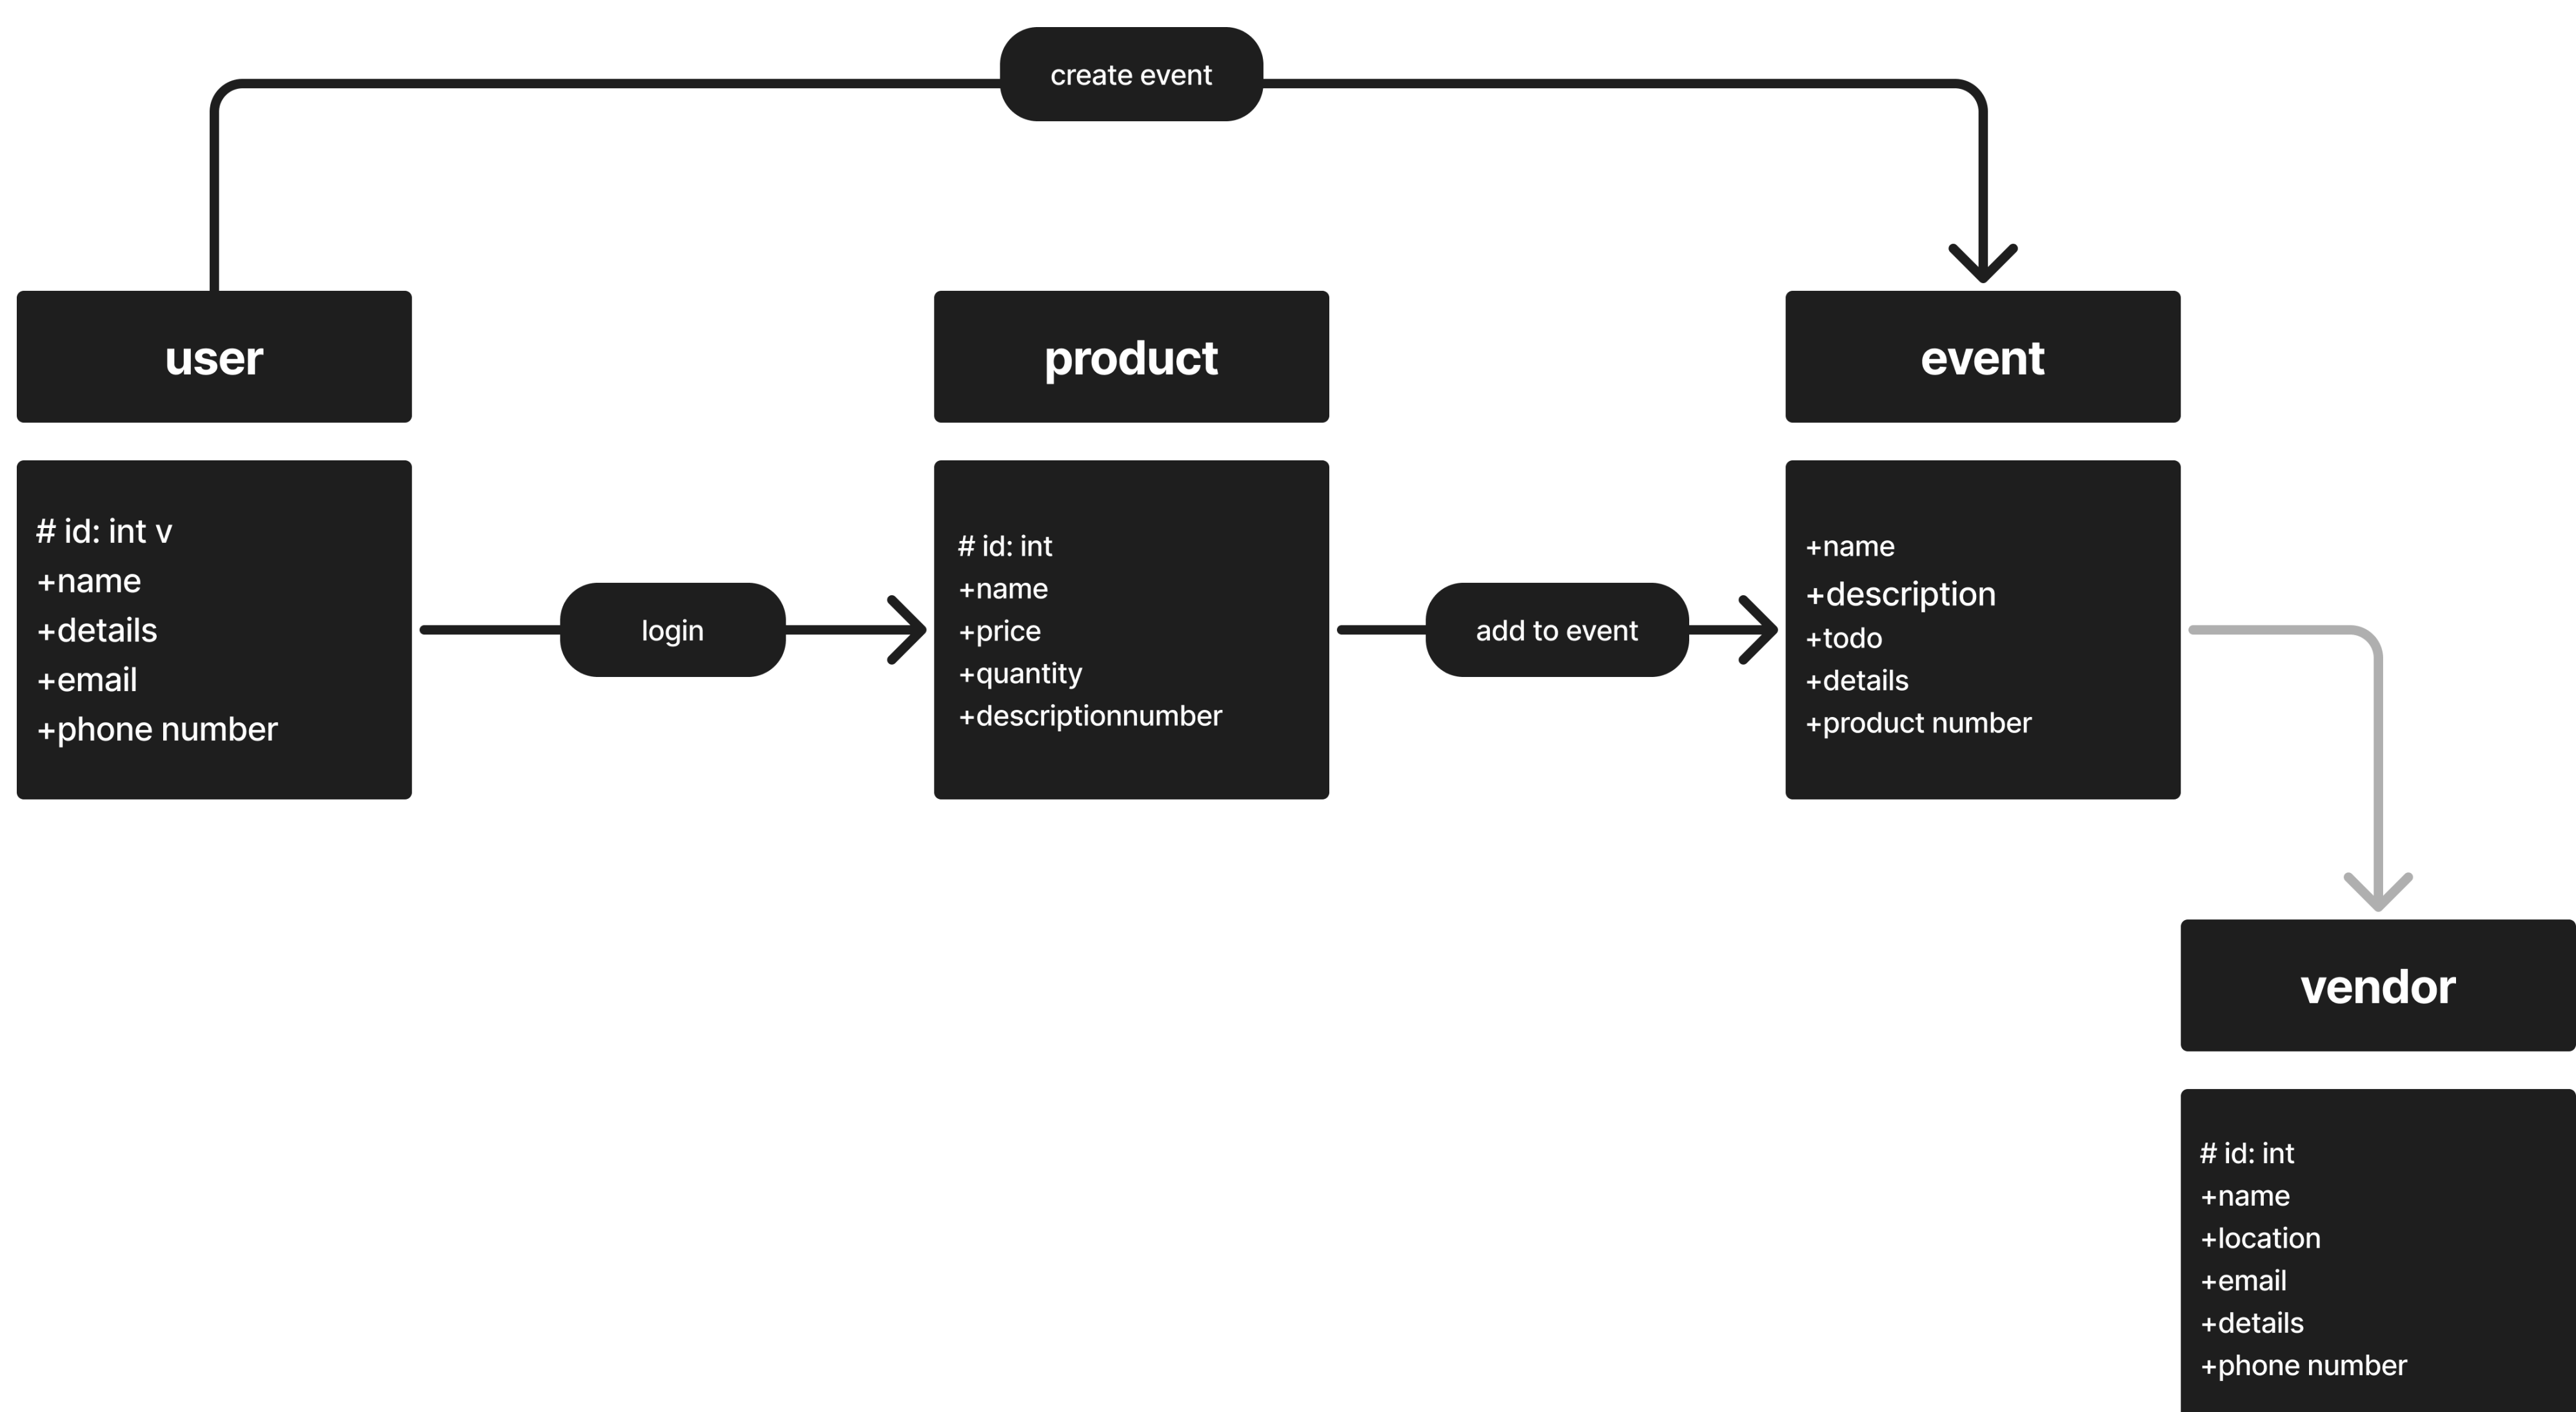 create event
user
product
event
# id: int v
+name
+details
+email
+phone number
login
# id: int
+name
+price
+quantity
+descriptionnumber
add to event
+name
+description
+todo
+details
+product number
vendor
# id: int
+name
+location
+email
+details
+phone number